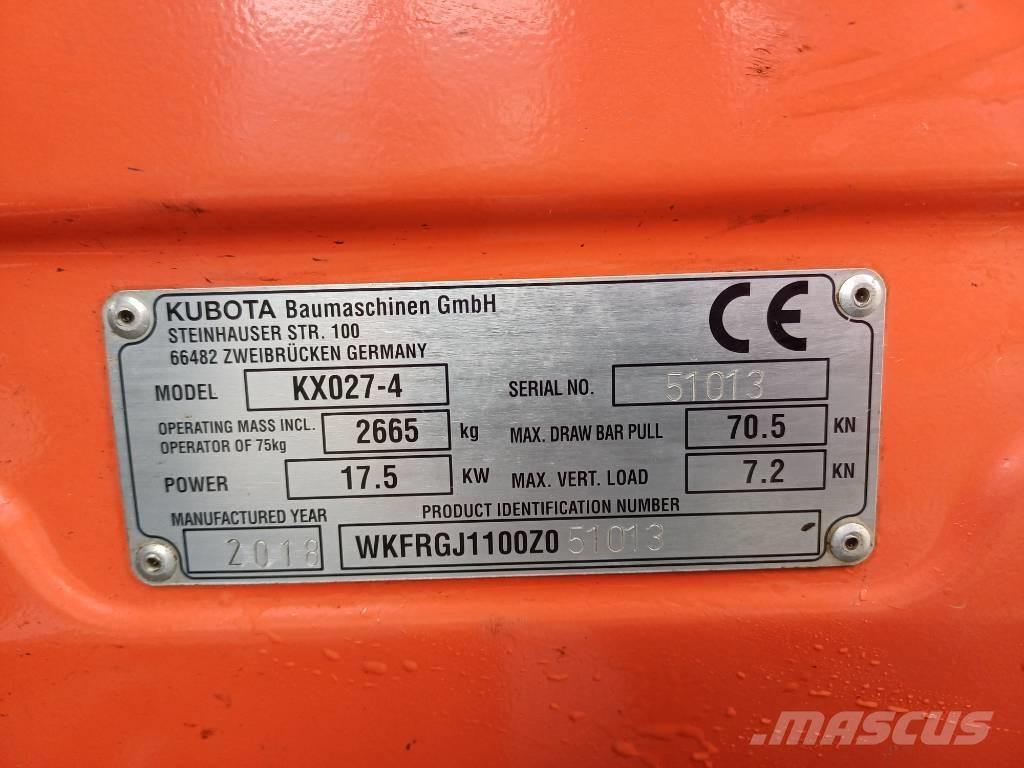 KUBOTA Baumaschinen GmbH
STEINHAUSER STR. 100
66482 ZWEIBRÜCKEN GERMANY
CE
MODEL KX027-4 SERIAL NO. 51013
OPERATING MASS INCL.
OPERATOR OF 75kg 2665 kg MAX. DRAW BAR PULL 70.5 KN
POWER 17.5 KW MAX. VERT. LOAD 7.2 KN
MANUFACTURED YEAR PRODUCT IDENTIFICATION NUMBER
2018 WKFRGJ1100Z051013
MASCUS